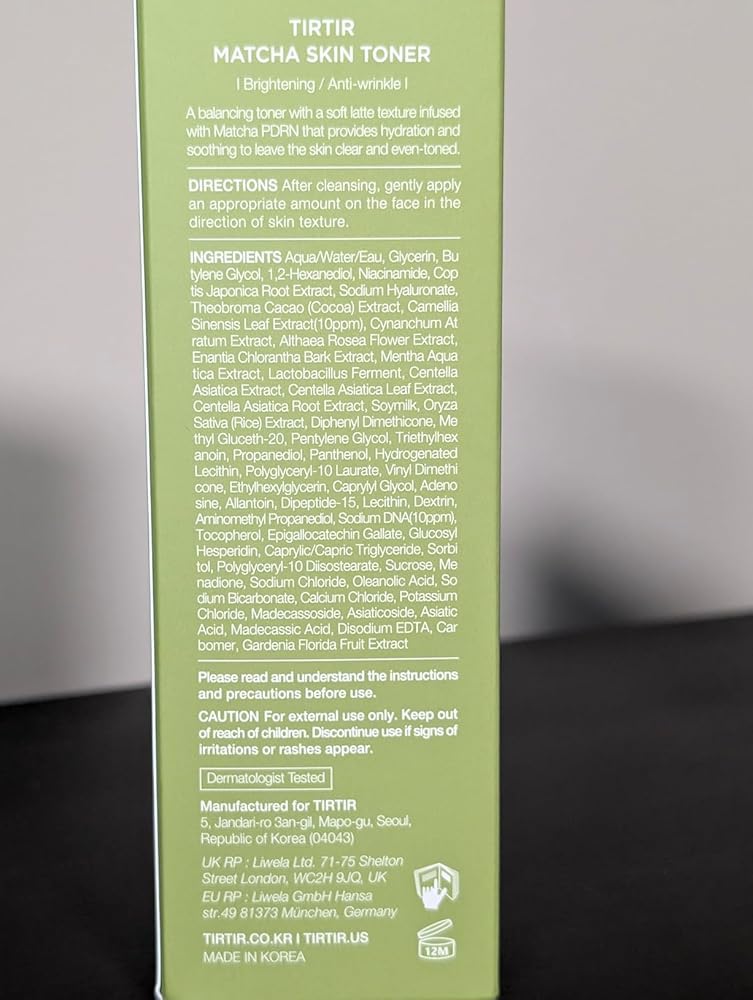 TIRTIR
MATCHA SKIN TONER
I Brightening / Anti-wrinkle I
A balancing toner with a soft latte texture infused
with Matcha PDRN that provides hydration and
soothing to leave the skin clear and even-toned.
DIRECTIONS After cleansing, gently apply
an appropriate amount on the face in the
direction of skin texture.
INGREDIENTS Aqua/Water/Eau, Glycerin, Bu
tylene Glycol, 1,2-Hexanediol, Niacinamide, Cop
tis Japonica Root Extract, Sodium Hyaluronate,
Theobroma Cacao (Cocoa) Extract, Camellia
Sinensis Leaf Extract(10ppm), Cynanchum At
ratum Extract, Althaea Rosea Flower Extract,
Enantia Chlorantha Bark Extract, Mentha Aqua
tica Extract, Lactobacillus Ferment, Centella
Asiatica Extract, Centella Asiatica Leaf Extract,
Centella Asiatica Root Extract, Soymilk, Oryza
Sativa (Rice) Extract, Diphenyl Dimethicone, Me
thyl Gluceth-20, Pentylene Glycol, Triethylhex
anoin, Propanediol, Panthenol, Hydrogenated
Lecithin, Polyglyceryl-10 Laurate, Vinyl Dimethi
cone, Ethylhexylglycerin, Caprylyl Glycol, Adeno
sine, Allantoin, Dipeptide-15, Lecithin, Dextrin,
Aminomethyl Propanediol, Sodium DNA(10ppm),
Tocopherol, Epigallocatechin Gallate, Glucosyl
Hesperidin, Caprylic/Capric Triglyceride, Sorbi
tol, Polyglyceryl-10 Diisostearate, Sucrose, Me
nadione, Sodium Chloride, Oleanolic Acid, So
dium Bicarbonate, Calcium Chloride, Potassium
Chloride, Madecassoside, Asiaticoside, Asiatic
Acid, Madecassic Acid, Disodium EDTA, Car
bomer, Gardenia Florida Fruit Extract
Please read and understand the instructions
and precautions before use.
CAUTION For external use only. Keep out
of reach of children. Discontinue use if signs of
irritations or rashes appear.
Dermatologist Tested
Manufactured for TIRTIR
5, Jandari-ro 3an-gil, Mapo-gu, Seoul,
Republic of Korea (04043)
UK RP : Liwela Ltd. 71-75 Shelton
Street London, WC2H 9JQ, UK
EU RP : Liwela GmbH Hansa
str.49 81373 München, Germany
TIRTIR.CO.KR I TIRTIR.US
MADE IN KOREA
12M